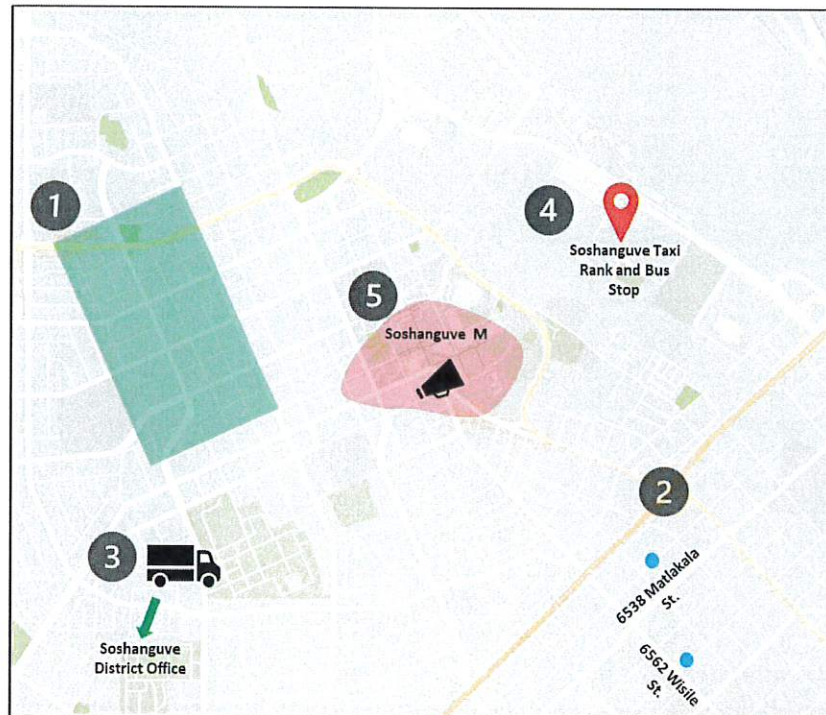 1
4
Soshanguve Taxi
Rank and Bus
Stop
5
Soshanguve M
2
3
6538 Matlakala
St.
Soshanguve
District Office
6562 Wisile
St.